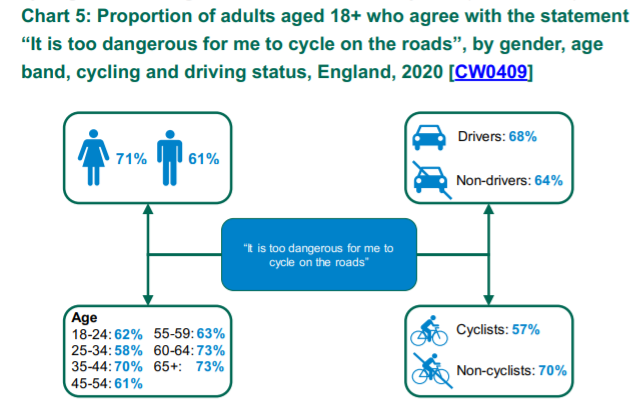 Chart 5: Proportion of adults aged 18+ who agree with the statement
“It is too dangerous for me to cycle on the roads”, by gender, age
band, cycling and driving status, England, 2020 [CW0409]
71% 61%
Drivers: 68%
Non-drivers: 64%
“It is too dangerous for me to
cycle on the roads”
Age
18-24: 62% 55-59: 63%
25-34: 58% 60-64: 73%
35-44: 70% 65+: 73%
45-54: 61%
Cyclists: 57%
Non-cyclists: 70%